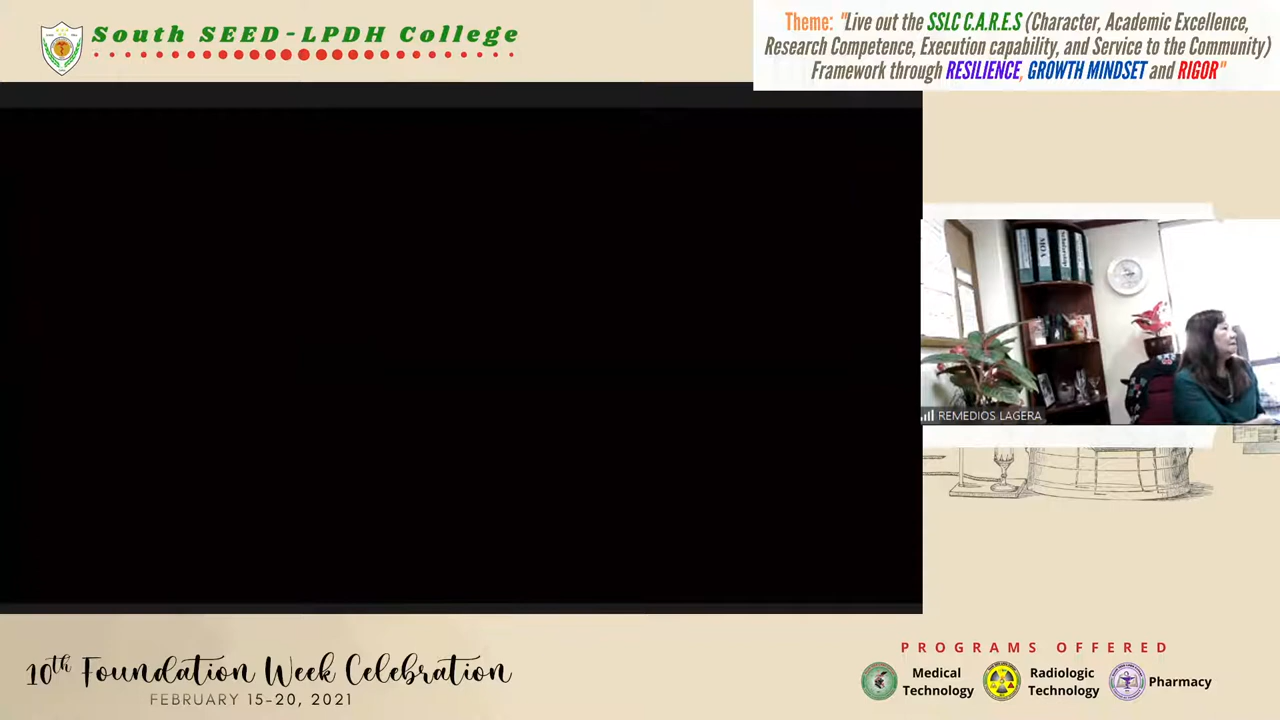 South SEED-LPDH College
Theme: "Live out the SSLC C.A.R.E.S (Character, Academic Excellence,
Research Competence, Execution capability, and Service to the Community)
Framework through RESILIENCE, GROWTH MINDSET and RIGOR"
REMEDIOS LAGERA
10th Foundation Week Celebration
FEBRUARY 15-20, 2021
PROGRAMS OFFERED
Medical
Technology
Radiologic
Technology
Pharmacy